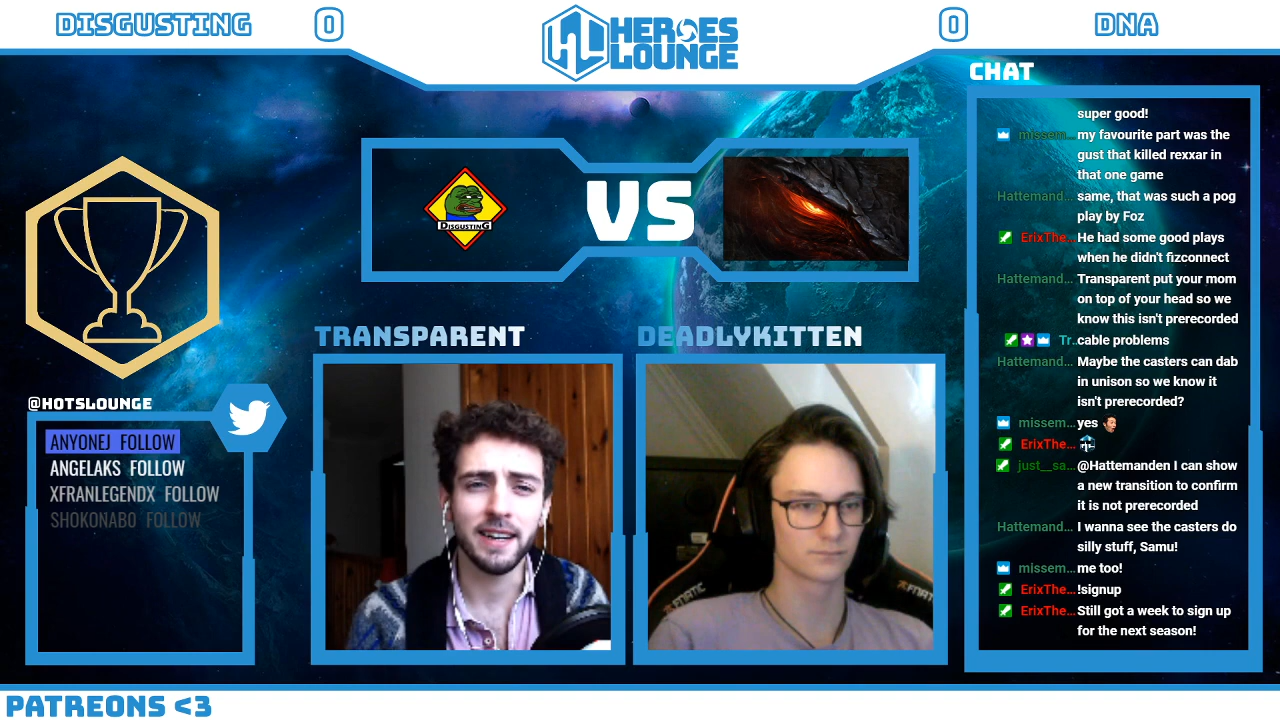 DISGUSTING 0
HEROES
LOUNGE
0 DNA
CHAT
super good!
missem... my favourite part was the
gust that killed rexxar in
that one game
Hattemand... same, that was such a pog
play by Foz
ErixThe... He had some good plays
when he didn't fizconnect
Hattemand... Transparent put your mom
on top of your head so we
know this isn't prerecorded
Tr.. cable problems
Hattemand... Maybe the casters can dab
in unison so we know it
isn't prerecorded?
missem... yes
ErixThe...
just__sa... @Hattemanden I can show
a new transition to confirm
it is not prerecorded
Hattemand... I wanna see the casters do
silly stuff, Samu!
missem... me too!
ErixThe... !signup
ErixThe... Still got a week to sign up
for the next season!
DISGUSTING
VS
TRANSPARENT
DEADLYKITTEN
FNATIC
FNATIC
@HOTSLOUNGE
ANYONEJ FOLLOW
ANGELAKS FOLLOW
XFRANLEGENDX FOLLOW
SHOKONABO FOLLOW
PATREONS <3